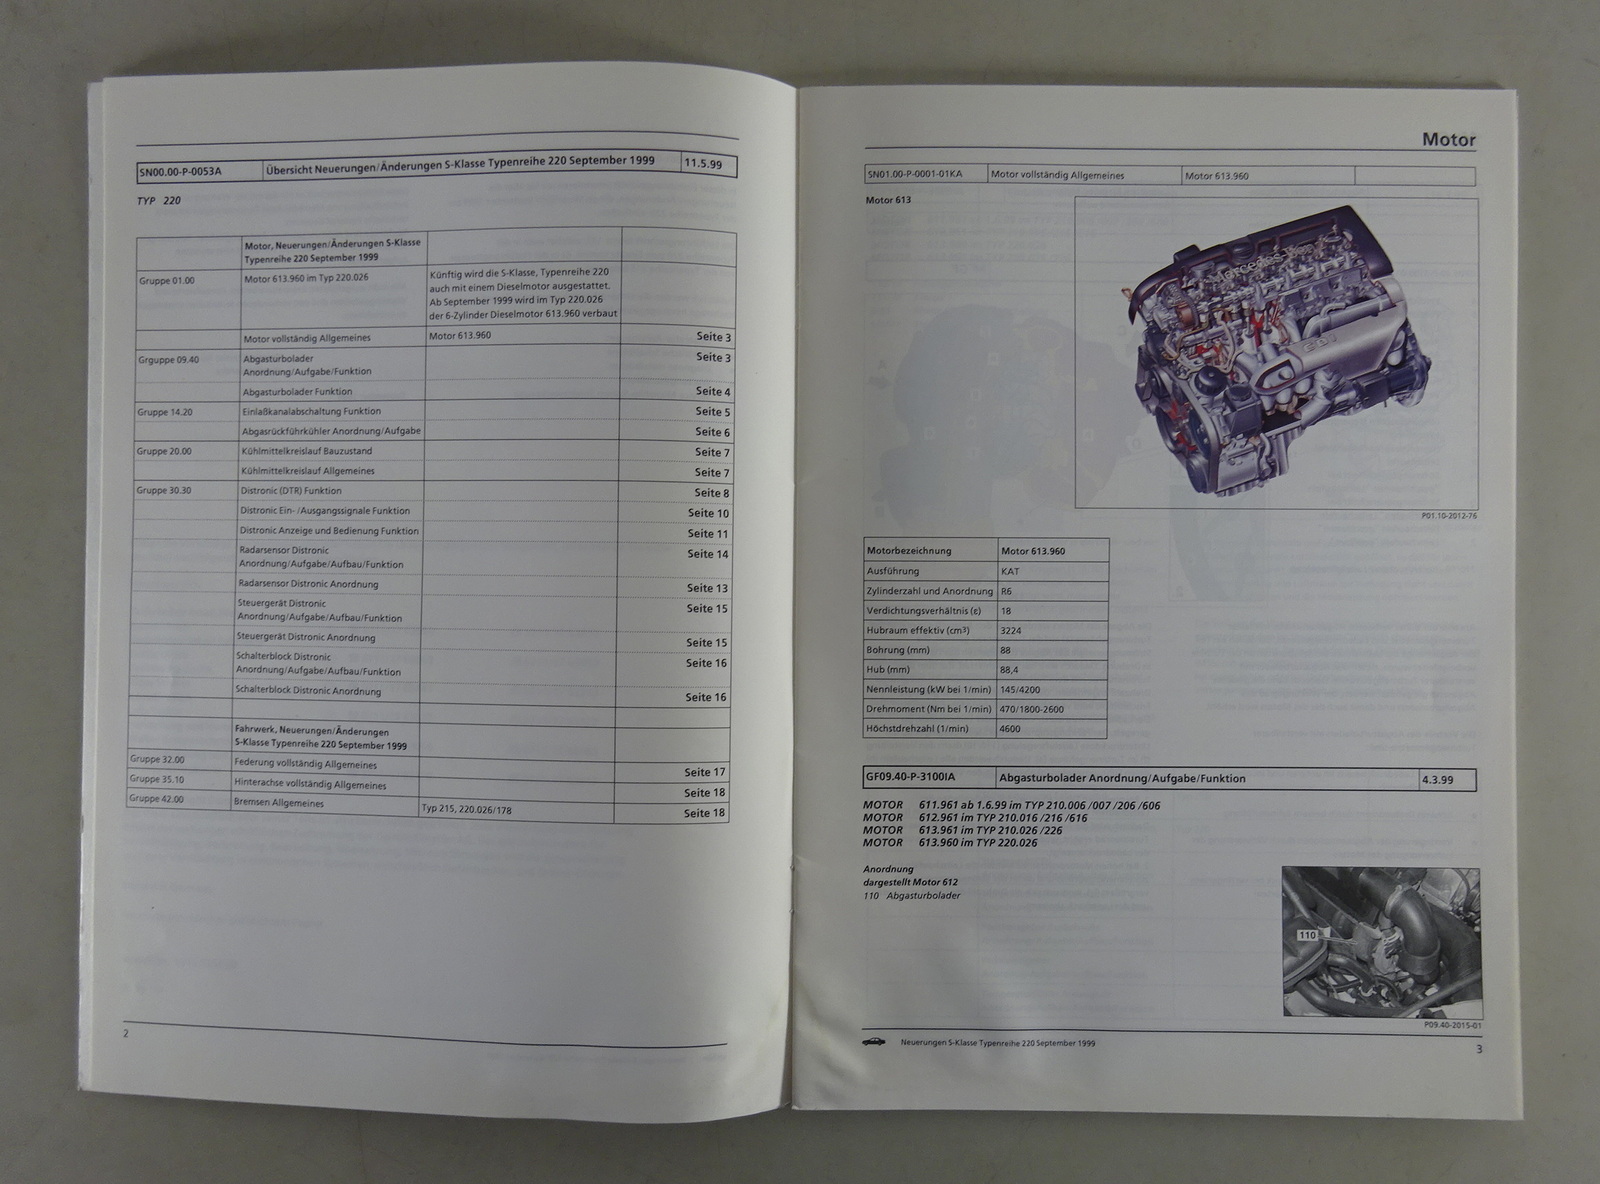 SN00.00-P-0053A Übersicht Neuerungen/Änderungen S-Klasse Typenreihe 220 September 1999 11.5.99
TYP 220
Motor, Neuerungen/Änderungen S-Klasse
Typenreihe 220 September 1999
Gruppe 01.00 Motor 613.960 im Typ 220.026 Künftig wird die S-Klasse, Typenreihe 220
auch mit einem Dieselmotor ausgestattet.
Ab September 1999 wird im Typ 220.026
der 6-Zylinder Dieselmotor 613.960 verbaut
Motor vollständig Allgemeines Motor 613.960 Seite 3
Grguppe 09.40 Abgasturbolader Seite 3
Anordnung/Aufgabe/Funktion
Abgasturbolader Funktion Seite 4
Gruppe 14.20 Einlaßkanalabschaltung Funktion Seite 5
Abgasrückführkühler Anordnung/Aufgabe Seite 6
Gruppe 20.00 Kühlmittelkreislauf Bauzustand Seite 7
Kühlmittelkreislauf Allgemeines Seite 7
Gruppe 30.30 Distronic (DTR) Funktion Seite 8
Distronic Ein-/Ausgangssignale Funktion Seite 10
Distronic Anzeige und Bedienung Funktion Seite 11
Radarsensor Distronic Seite 14
Anordnung/Aufgabe/Aufbau/Funktion
Radarsensor Distronic Anordnung Seite 13
Steuergerät Distronic Seite 15
Anordnung/Aufgabe/Aufbau/Funktion
Steuergerät Distronic Anordnung Seite 15
Schalterblock Distronic Seite 16
Anordnung/Aufgabe/Aufbau/Funktion
Schalterblock Distronic Anordnung Seite 16
Fahrwerk, Neuerungen/Änderungen
S-Klasse Typenreihe 220 September 1999
Gruppe 32.00 Federung vollständig Allgemeines Seite 17
Gruppe 35.10 Hinterachse vollständig Allgemeines Seite 18
Gruppe 42.00 Bremsen Allgemeines Typ 215, 220.026/178 Seite 18
2
Motor
SN01.00-P-0001-01KA Motor vollständig Allgemeines Motor 613.960
Motor 613
Mercedes-Benz
CDI
P01.10-2012-76
Motorbezeichnung Motor 613.960
Ausführung KAT
Zylinderzahl und Anordnung R6
Verdichtungsverhältnis (ε) 18
Hubraum effektiv (cm³) 3224
Bohrung (mm) 88
Hub (mm) 88,4
Nennleistung (kW bei 1/min) 145/4200
Drehmoment (Nm bei 1/min) 470/1800-2600
Höchstdrehzahl (1/min) 4600
GF09.40-P-3100IA Abgasturbolader Anordnung/Aufgabe/Funktion 4.3.99
MOTOR 611.961 ab 1.6.99 im TYP 210.006 /007 /206 /606
MOTOR 612.961 im TYP 210.016 /216 /616
MOTOR 613.961 im TYP 210.026 /226
MOTOR 613.960 im TYP 220.026
Anordnung
dargestellt Motor 612
110 Abgasturbolader
110
P09.40-2015-01
Neuerungen S-Klasse Typenreihe 220 September 1999
3